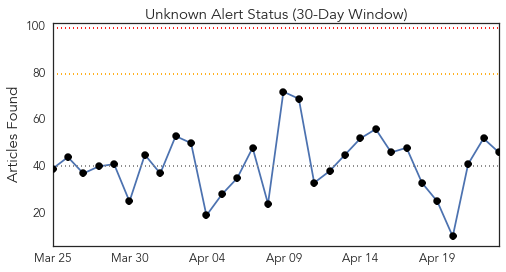 Unknown Alert Status (30-Day Window)
100
80
60
40
20
Articles Found
Mar 25 Mar 30 Apr 04 Apr 09 Apr 14 Apr 19